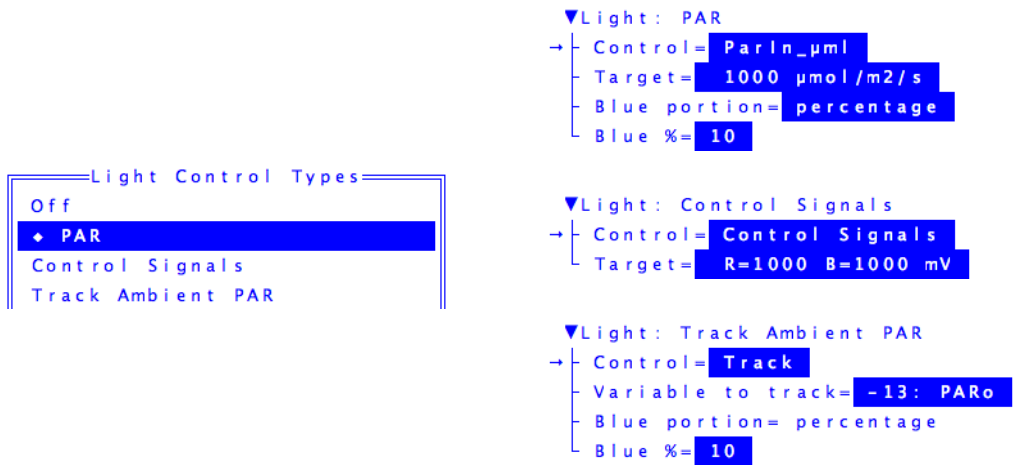 Light Control Types
Off
◆ PAR
Control Signals
Track Ambient PAR
▼Light: PAR
→ Control= ParIn_µml
Target= 1000 µmol/m2/s
Blue portion= percentage
Blue %= 10
▼Light: Control Signals
→ Control= Control Signals
Target= R=1000 B=1000 mV
▼Light: Track Ambient PAR
→ Control= Track
Variable to track= -13: PARo
Blue portion= percentage
Blue %= 10